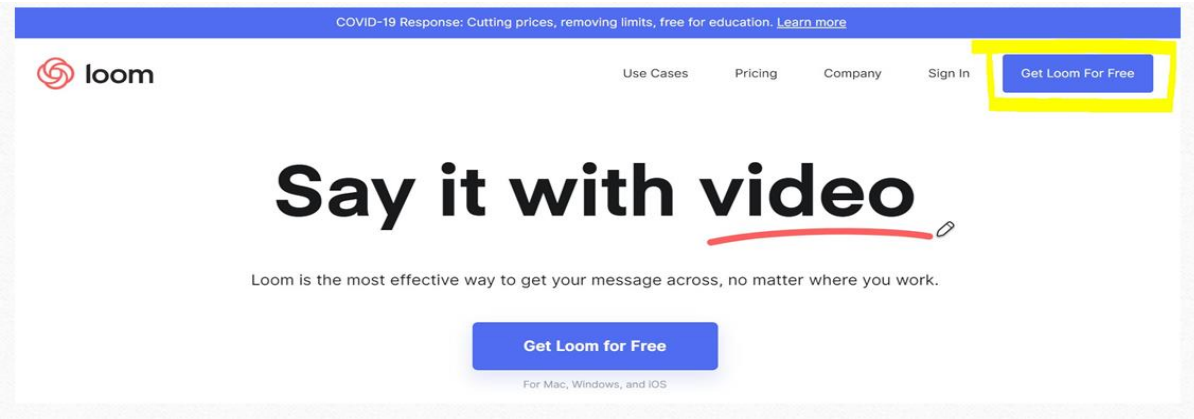 COVID-19 Response: Cutting prices, removing limits, free for education. Learn more
loom
Use Cases Pricing Company Sign In Get Loom For Free
Say it with video
Loom is the most effective way to get your message across, no matter where you work.
Get Loom for Free
For Mac, Windows, and iOS